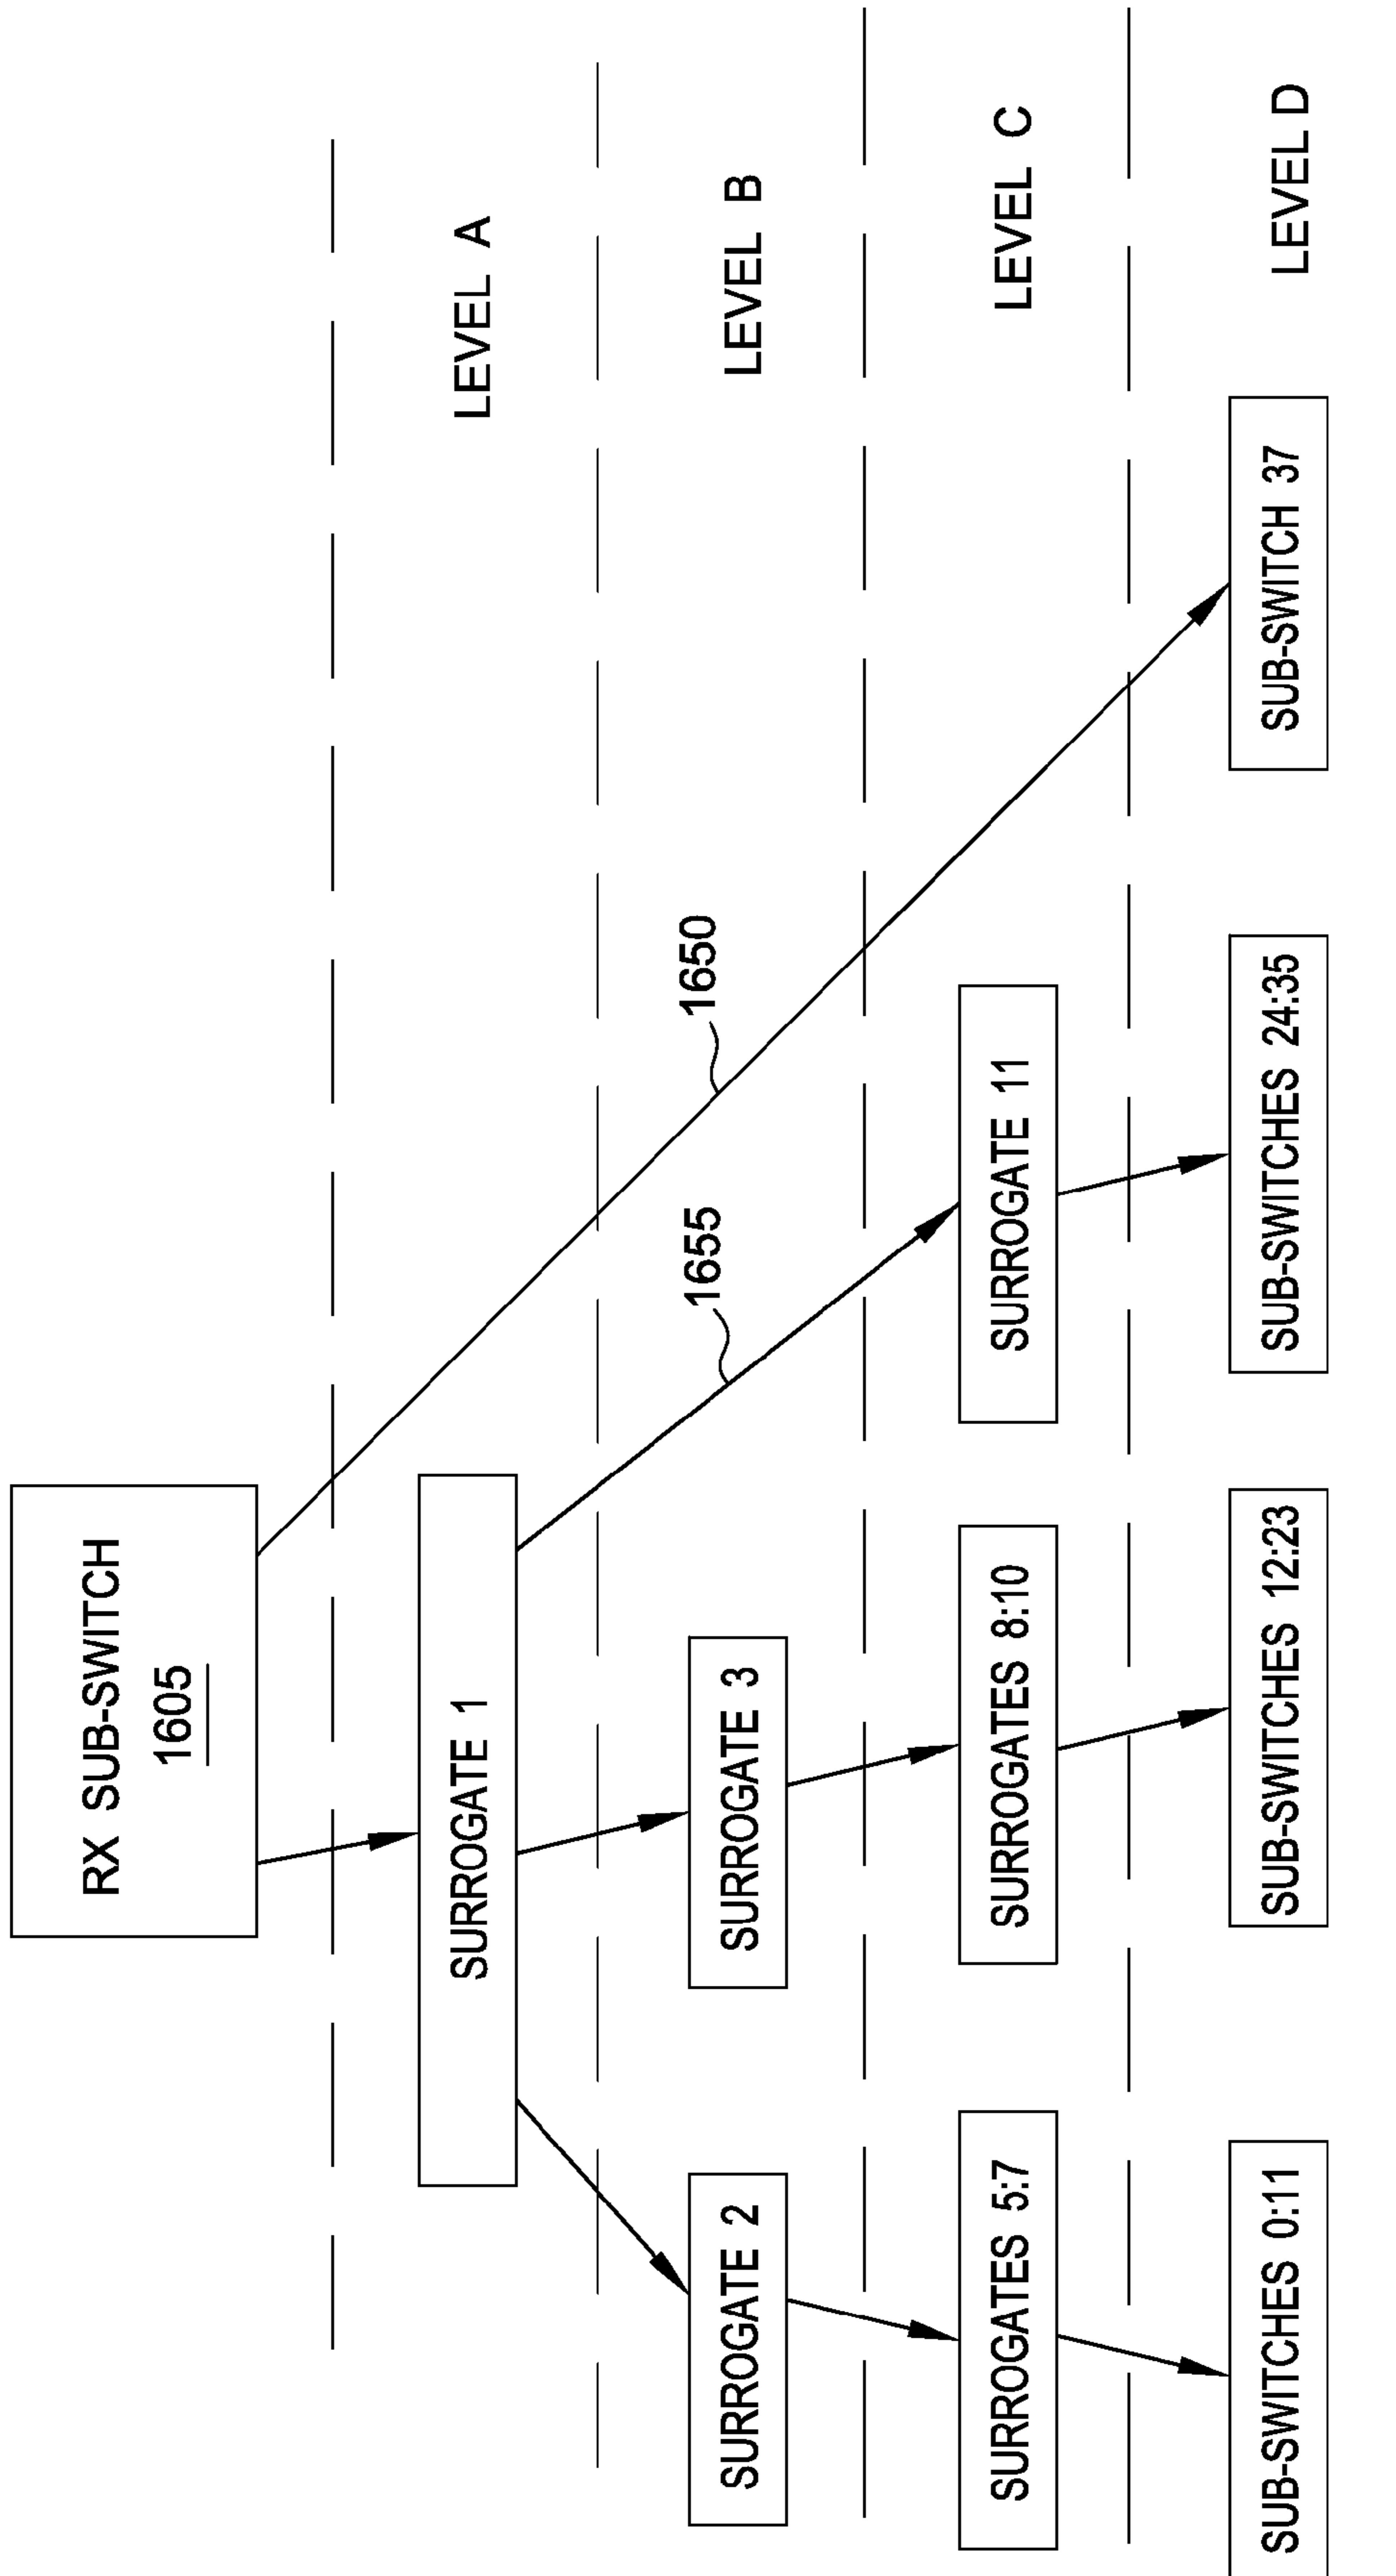 RX SUB-SWITCH
1605
SURROGATE 1
LEVEL A
1655
1650
SURROGATE 2
SURROGATE 3
LEVEL B
SURROGATES 5:7
SURROGATES 8:10
SURROGATE 11
LEVEL C
SUB-SWITCHES 0:11
SUB-SWITCHES 12:23
SUB-SWITCHES 24:35
SUB-SWITCH 37
LEVEL D